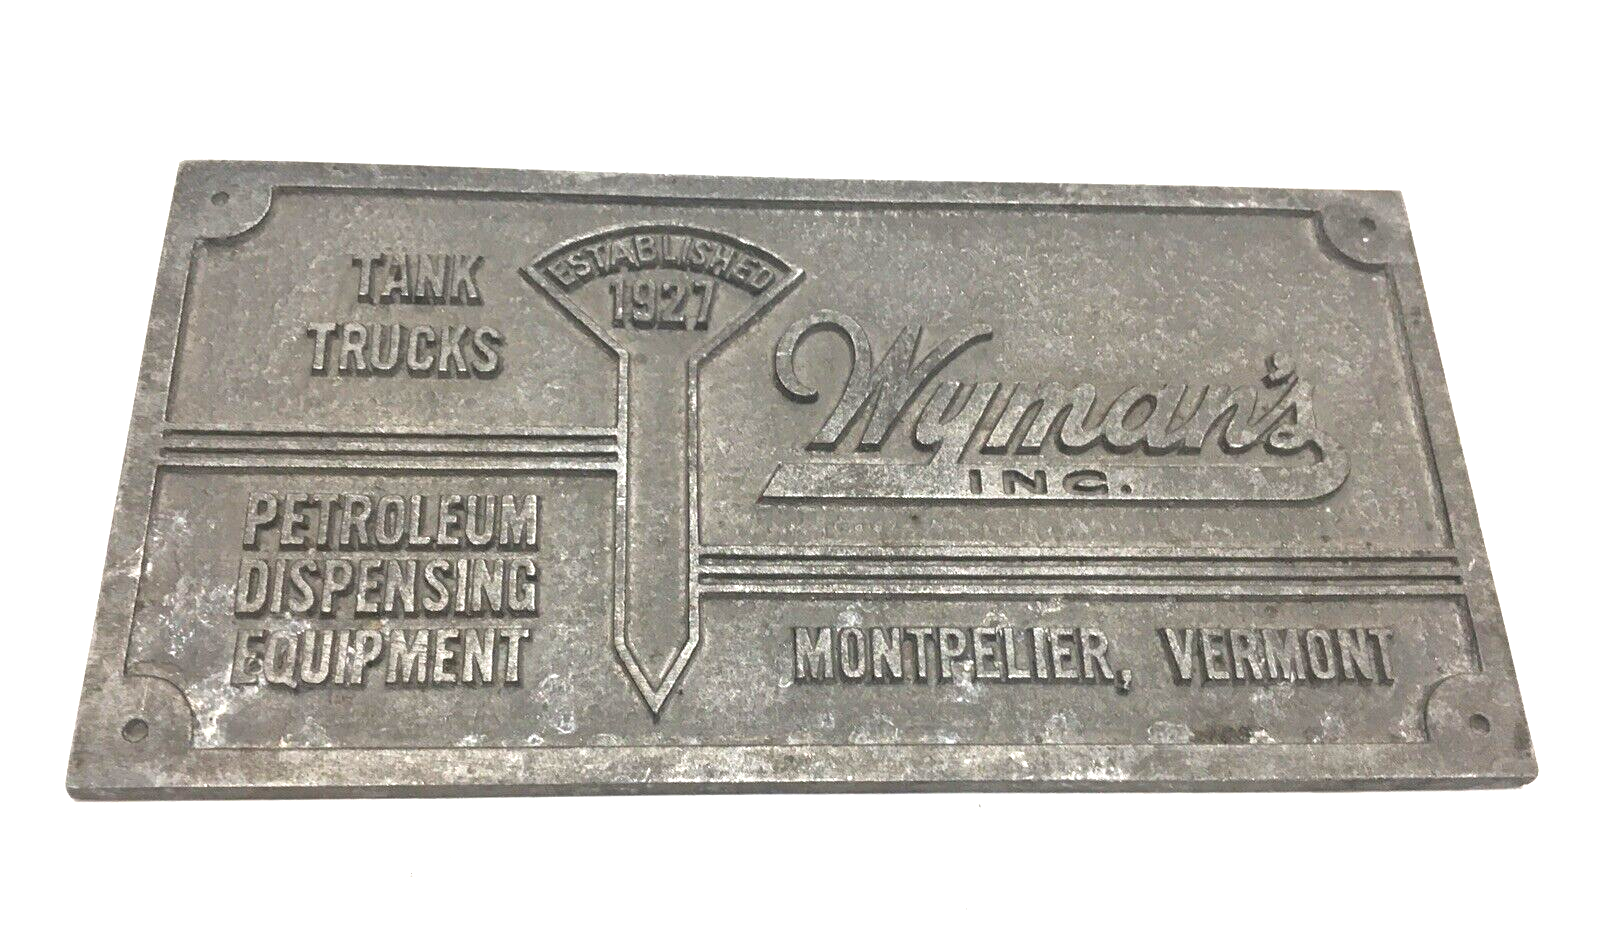 TANK
TRUCKS
PETROLEUM
DISPENSING
EQUIPMENT
ESTABLISHED
1927
Wyman's
INC.
MONTPELIER, VERMONT